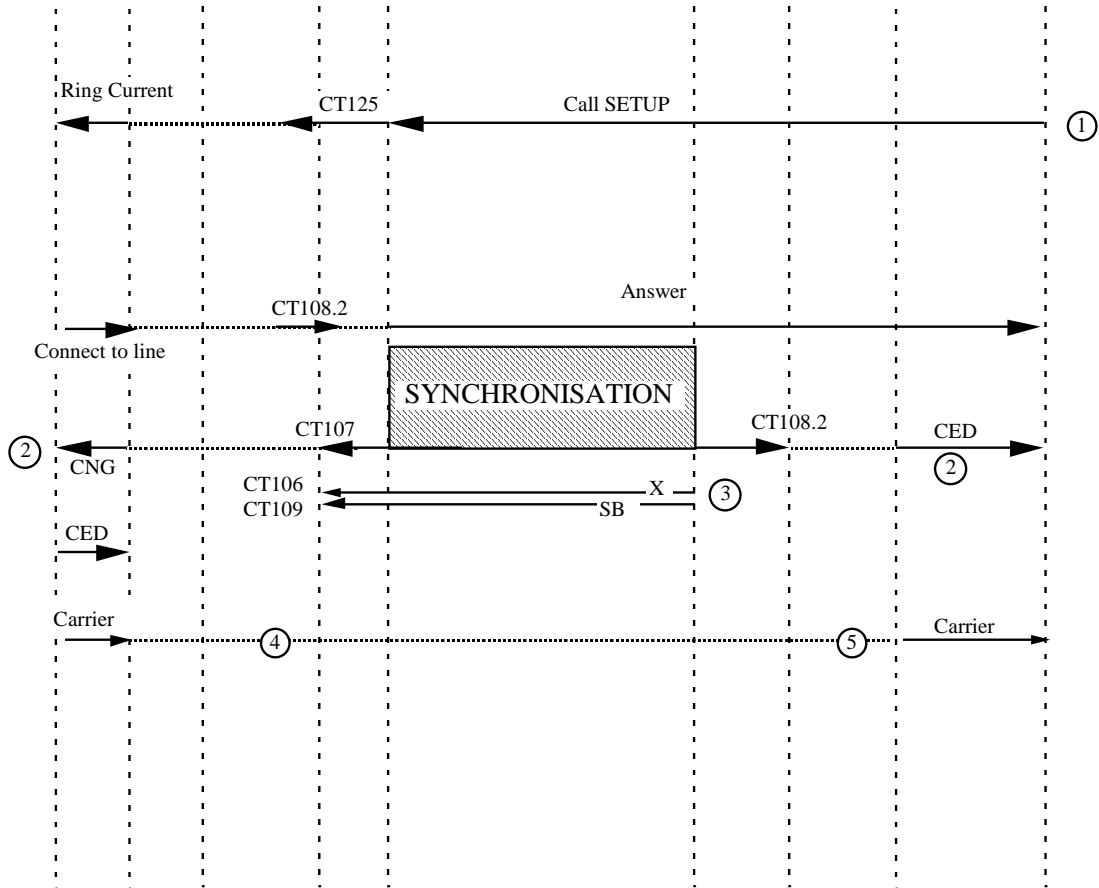 Ring Current
CT125
Call SETUP
1
CT108.2
Answer
Connect to line
SYNCHRONISATION
2
CNG
CT107
CT108.2
CED
2
CT106
X
3
CT109
SB
CED
Carrier
4
5
Carrier